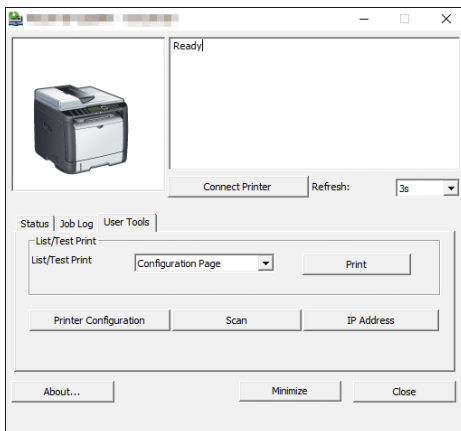 Ready
Connect Printer Refresh: 3s
Status Job Log User Tools
List/Test Print
List/Test Print Configuration Page Print
Printer Configuration Scan IP Address
About... Minimize Close